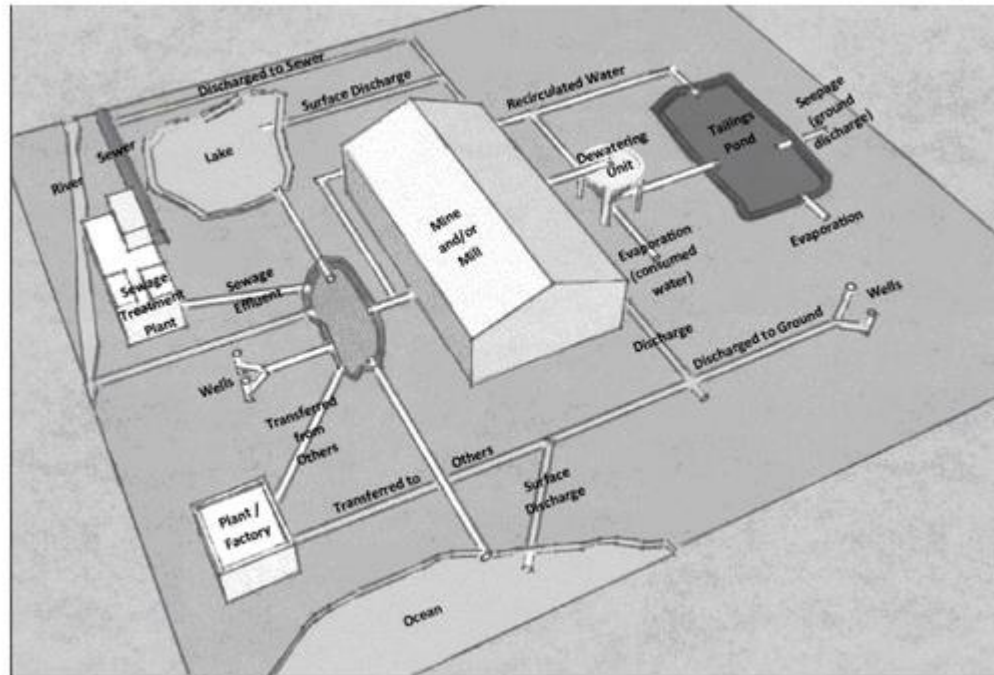 Discharged to Sewer
Surface Discharge
Recirculated Water
Seepage
(ground
discharge)
Tailings
Pond
Sewer
Lake
Dewatering
Unit
River
Mine
and/or
Mill
Evaporation
Evaporation
(consumed
water)
Sewage
Treatment
Plant
Sewage
Effluent
Wells
Discharge
Discharged to Ground
Wells
Transferred
from
Others
Transferred to
Others
Surface
Discharge
Plant /
Factory
Ocean